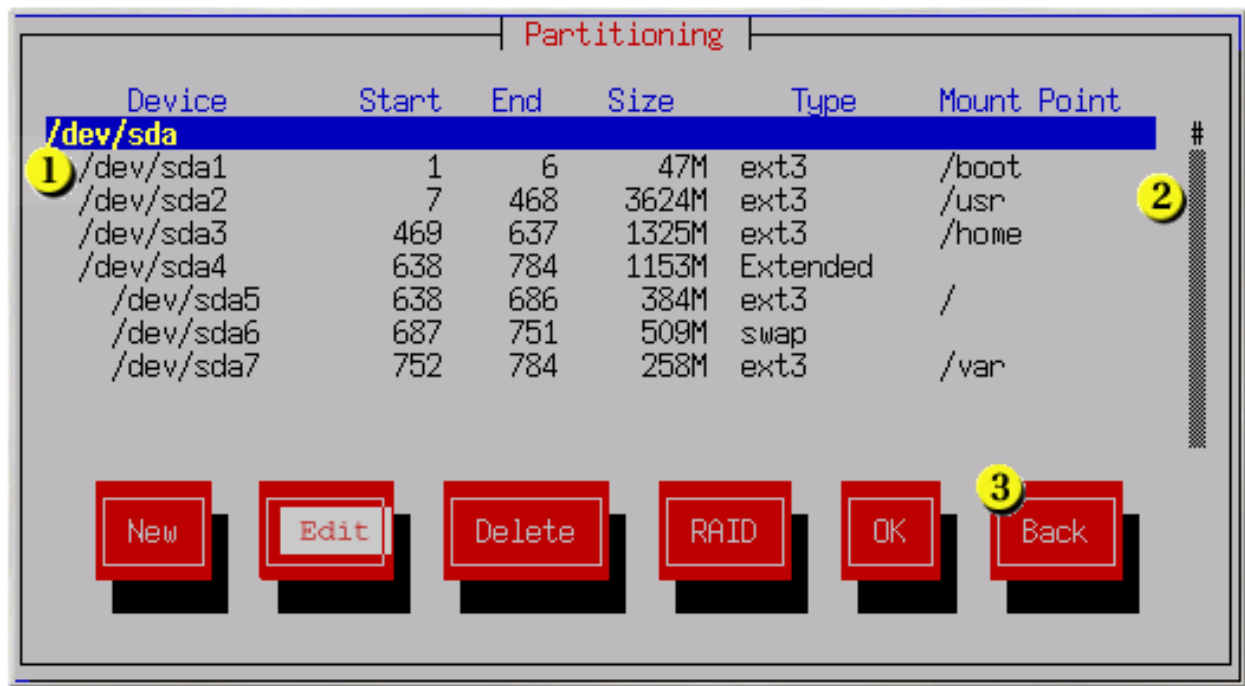 Partitioning
Device Start End Size Type Mount Point
/dev/sda #
1 /dev/sda1 1 6 47M ext3 /boot
/dev/sda2 7 468 3624M ext3 /usr 2
/dev/sda3 469 637 1325M ext3 /home
/dev/sda4 638 784 1153M Extended
/dev/sda5 638 686 384M ext3 /
/dev/sda6 687 751 509M swap
/dev/sda7 752 784 258M ext3 /var
3
New Edit Delete RAID OK Back